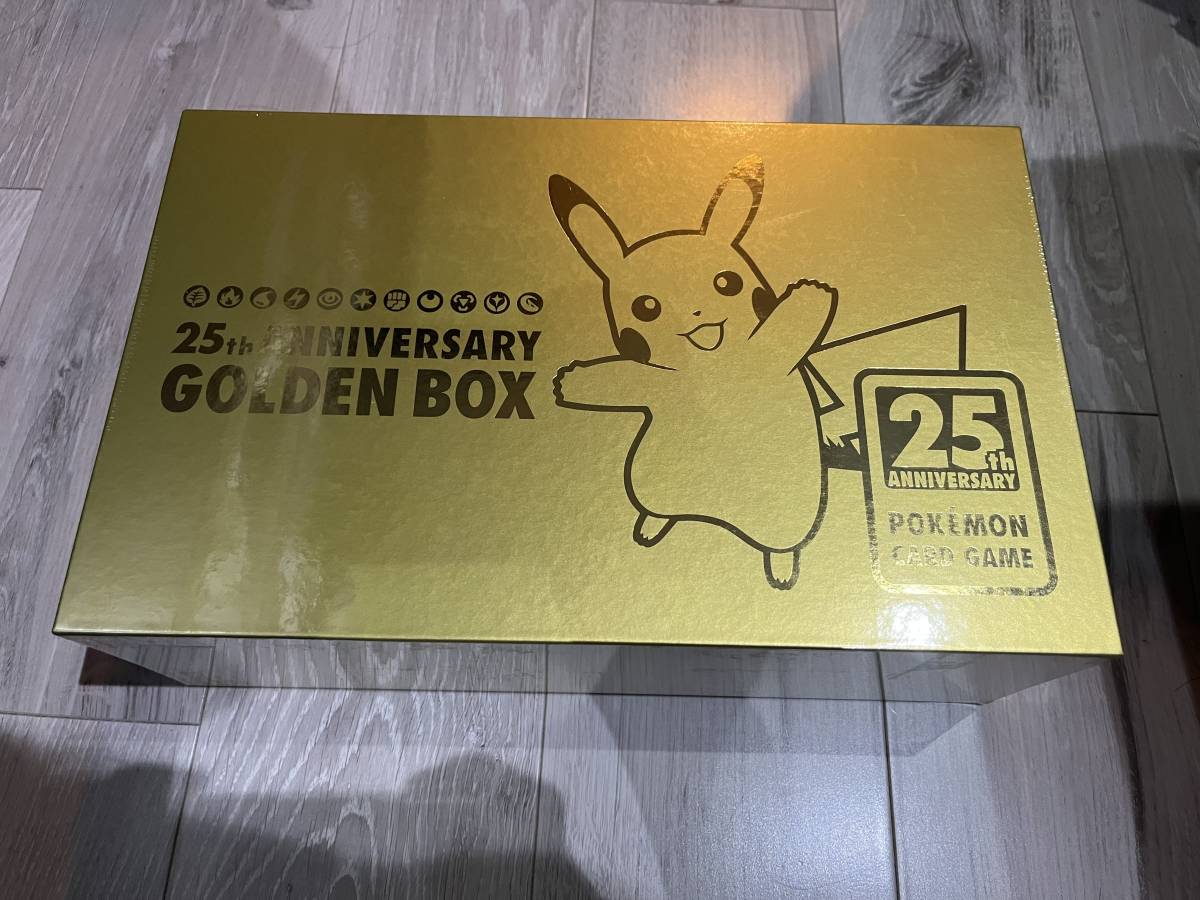 25th ANNIVERSARY
GOLDEN BOX
25th
ANNIVERSARY
POKÉMON
CARD GAME